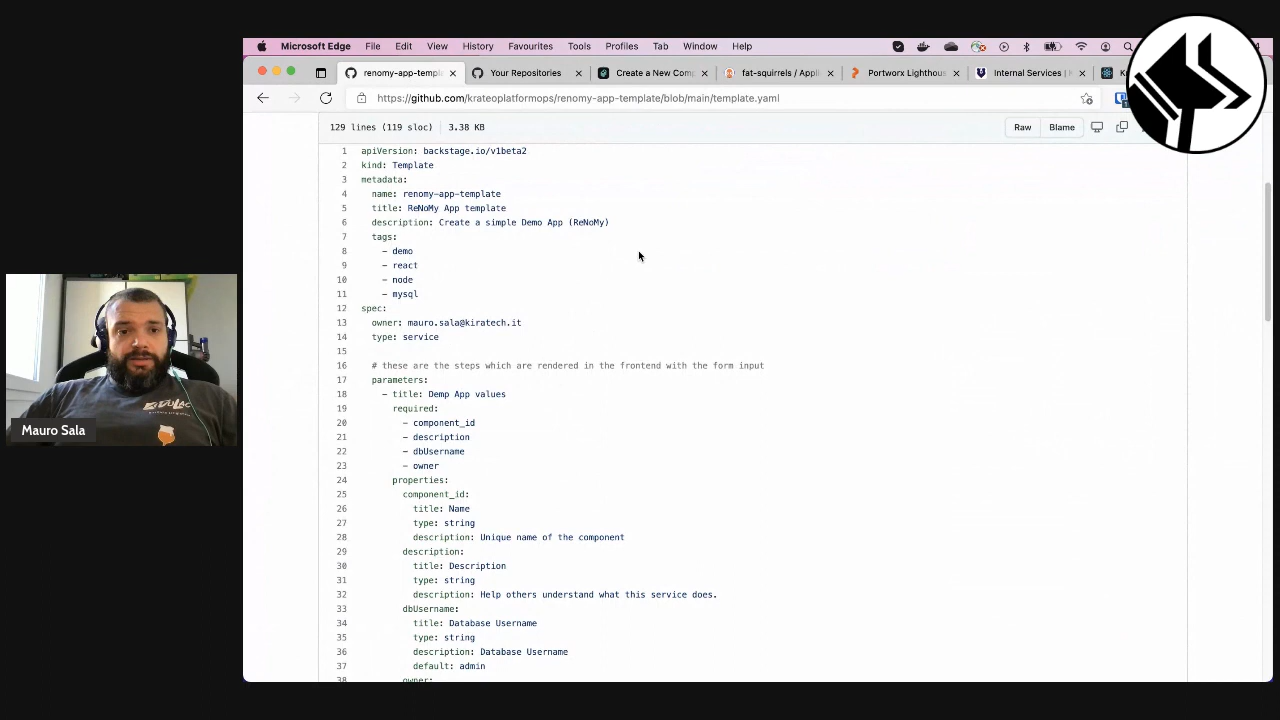 Microsoft Edge File Edit View History Favourites Tools Profiles Tab Window Help
renomy-app-templ Your Repositories Create a New Com fat-squirrels / Appli Portworx Lighthou Internal Services |
https://github.com/krateoplatformops/renomy-app-template/blob/main/template.yaml
129 lines (119 sloc) 3.38 KB Raw Blame
1 apiVersion: backstage.io/v1beta2
2 kind: Template
3 metadata:
4 name: renomy-app-template
5 title: ReNoMy App template
6 description: Create a simple Demo App (ReNoMy)
7 tags:
8 - demo
9 - react
10 - node
11 - mysql
12 spec:
13 owner: mauro.sala@kiratech.it
14 type: service
15
16 # these are the steps which are rendered in the frontend with the form input
17 parameters:
18 - title: Demp App values
19 required:
20 - component_id
21 - description
22 - dbUsername
23 - owner
24 properties:
25 component_id:
26 title: Name
27 type: string
28 description: Unique name of the component
29 description:
30 title: Description
31 type: string
32 description: Help others understand what this service does.
33 dbUsername:
34 title: Database Username
35 type: string
36 description: Database Username
37 default: admin
38 owner:
Mauro Sala